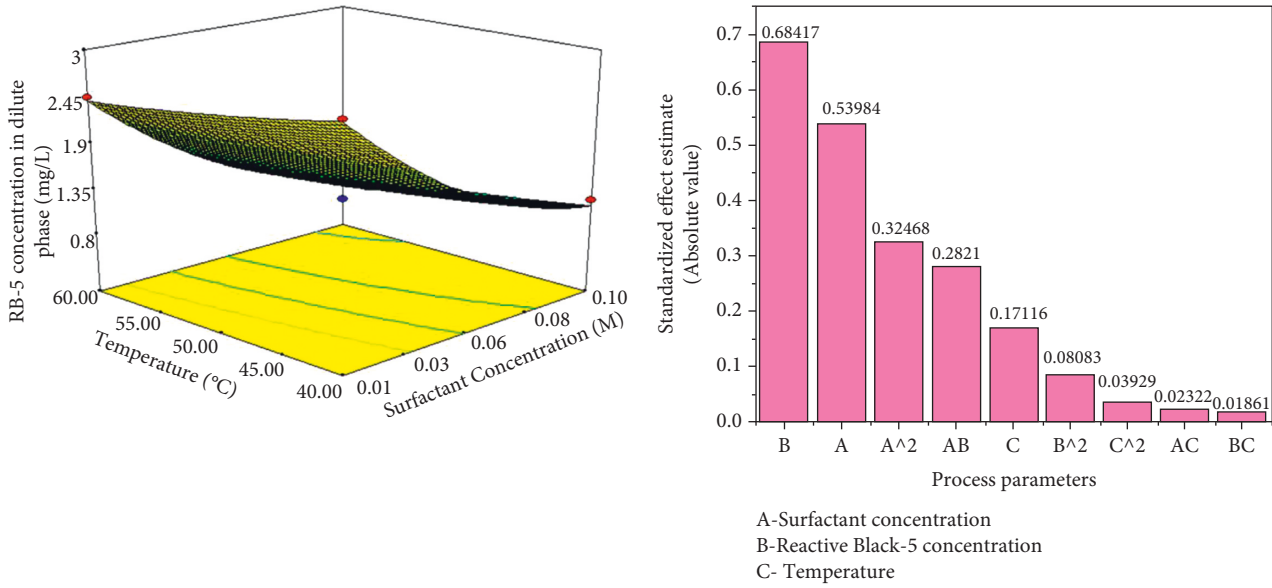 RB-5 concentration in dilute
phase (mg/L)
3
2.45
1.9
1.35
0.8
60.00
55.00
50.00
45.00
40.00
Temperature (°C)
0.01
0.03
0.06
0.08
0.10
Surfactant Concentration (M)
Standardized effect estimate
(Absolute value)
0.7
0.6
0.5
0.4
0.3
0.2
0.1
0.0
0.68417
0.53984
0.32468
0.2821
0.17116
0.08083
0.03929
0.02322
0.01861
B A A^2 AB C B^2 C^2 AC BC
Process parameters
A-Surfactant concentration
B-Reactive Black-5 concentration
C- Temperature